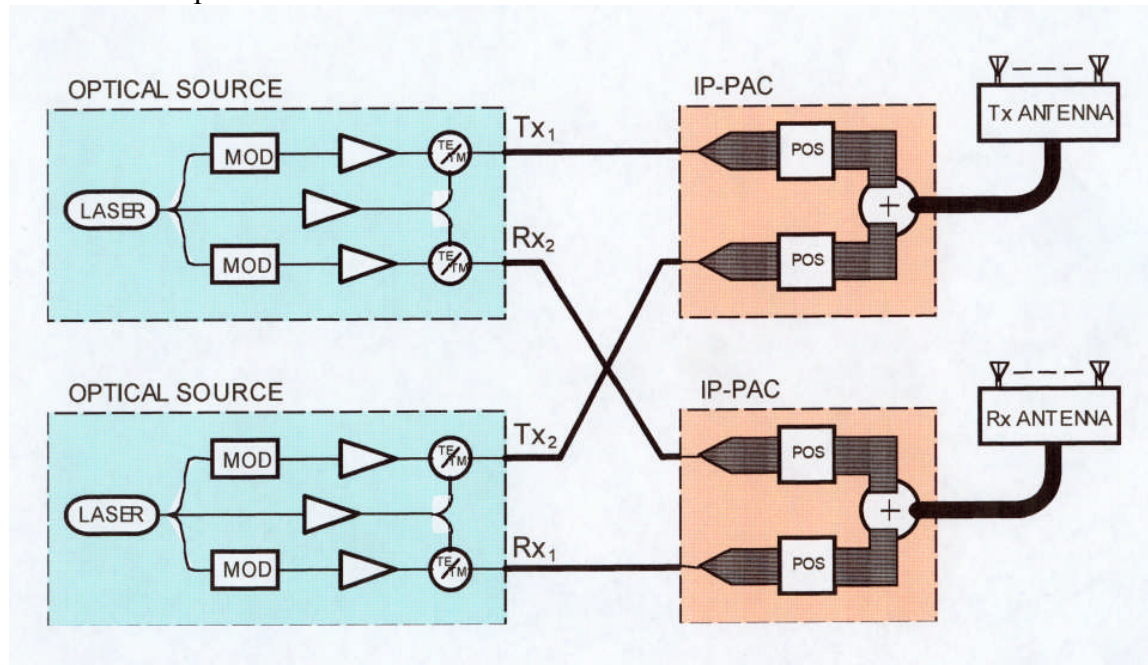 OPTICAL SOURCE
MOD
TE/TM
LASER
MOD
TE/TM
Tx1
Rx2
IP-PAC
POS
+
POS
Tx ANTENNA
OPTICAL SOURCE
MOD
TE/TM
LASER
MOD
TE/TM
Tx2
Rx1
IP-PAC
POS
+
POS
Rx ANTENNA